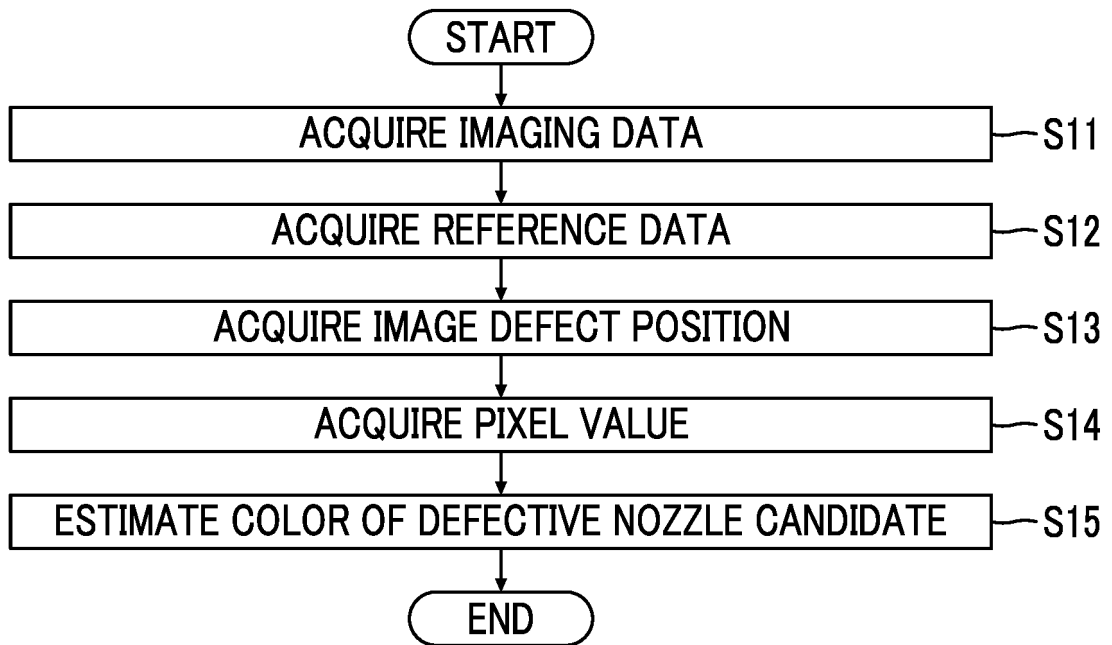 START
ACQUIRE IMAGING DATA
S11
ACQUIRE REFERENCE DATA
S12
ACQUIRE IMAGE DEFECT POSITION
S13
ACQUIRE PIXEL VALUE
S14
ESTIMATE COLOR OF DEFECTIVE NOZZLE CANDIDATE
S15
END